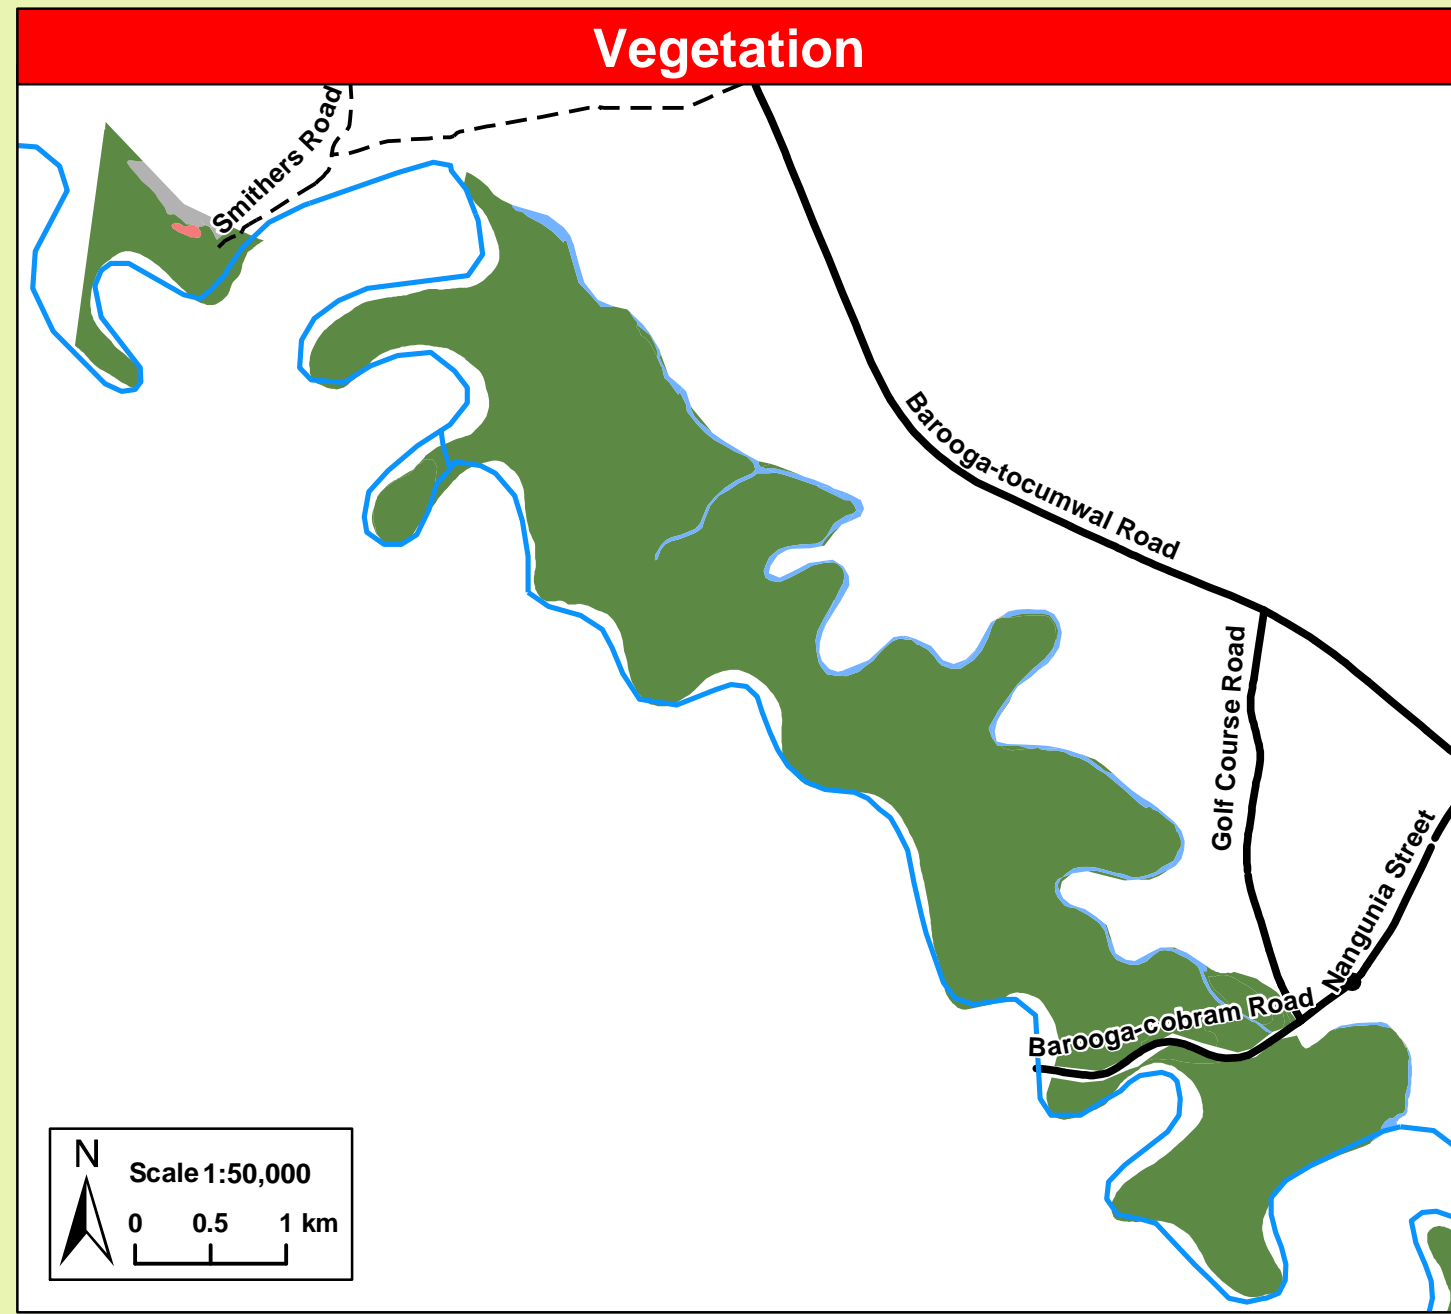 Vegetation
Smithers Road
Barooga-tocumwal Road
Golf Course Road
Nangunia Street
Barooga-cobram Road
N
Scale 1:50,000
0 0.5 1 km